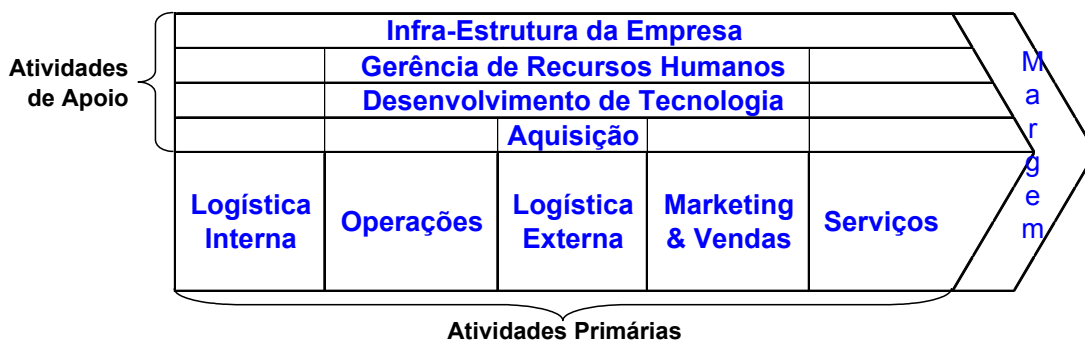 Infra-Estrutura da Empresa
Gerência de Recursos Humanos
Desenvolvimento de Tecnologia
Aquisição
Atividades
de Apoio
Logística
Interna
Operações
Logística
Externa
Marketing
& Vendas
Serviços
Margem
Atividades Primárias